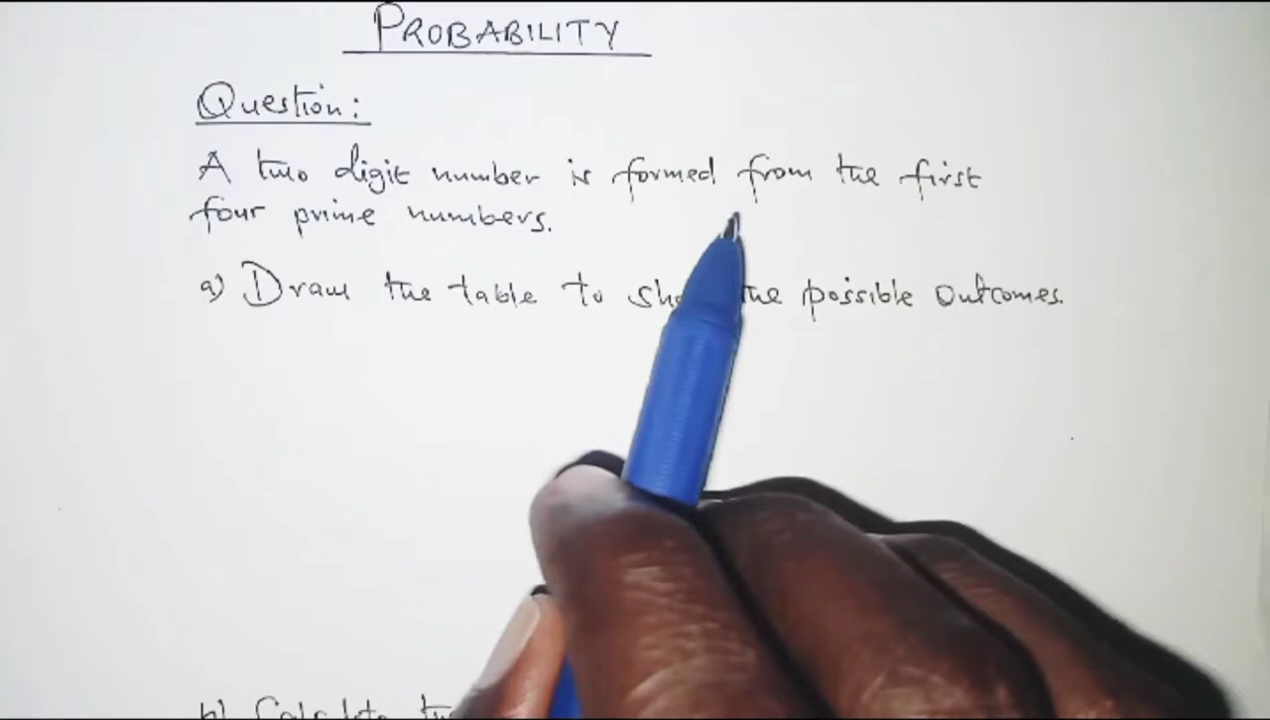 PROBABILITY
Question:
A two digit number is formed from the first
four prime numbers.
a) Draw the table to the possible outcomes.
b)